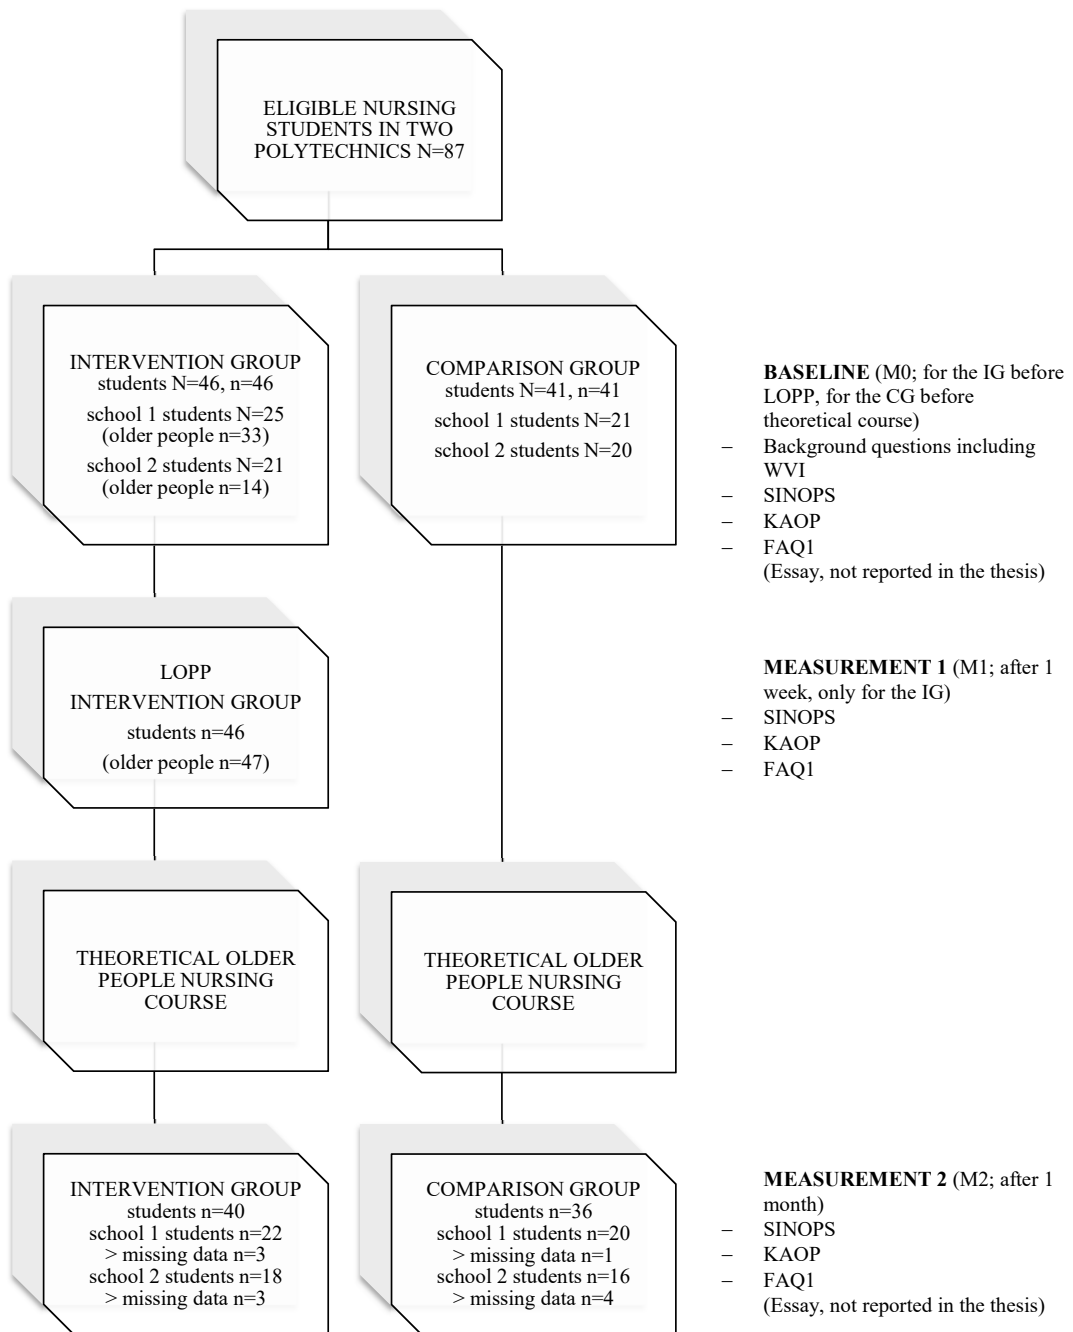 ELIGIBLE NURSING
STUDENTS IN TWO
POLYTECHNICS N=87
INTERVENTION GROUP
students N=46, n=46
school 1 students N=25
(older people n=33)
school 2 students N=21
(older people n=14)
COMPARISON GROUP
students N=41, n=41
school 1 students N=21
school 2 students N=20
BASELINE (M0; for the IG before
LOPP, for the CG before
theoretical course)
– Background questions including
WVI
– SINOPS
– KAOP
– FAQ1
(Essay, not reported in the thesis)
LOPP
INTERVENTION GROUP
students n=46
(older people n=47)
MEASUREMENT 1 (M1; after 1
week, only for the IG)
– SINOPS
– KAOP
– FAQ1
THEORETICAL OLDER
PEOPLE NURSING
COURSE
THEORETICAL OLDER
PEOPLE NURSING
COURSE
INTERVENTION GROUP
students n=40
school 1 students n=22
> missing data n=3
school 2 students n=18
> missing data n=3
COMPARISON GROUP
students n=36
school 1 students n=20
> missing data n=1
school 2 students n=16
> missing data n=4
MEASUREMENT 2 (M2; after 1
month)
– SINOPS
– KAOP
– FAQ1
(Essay, not reported in the thesis)